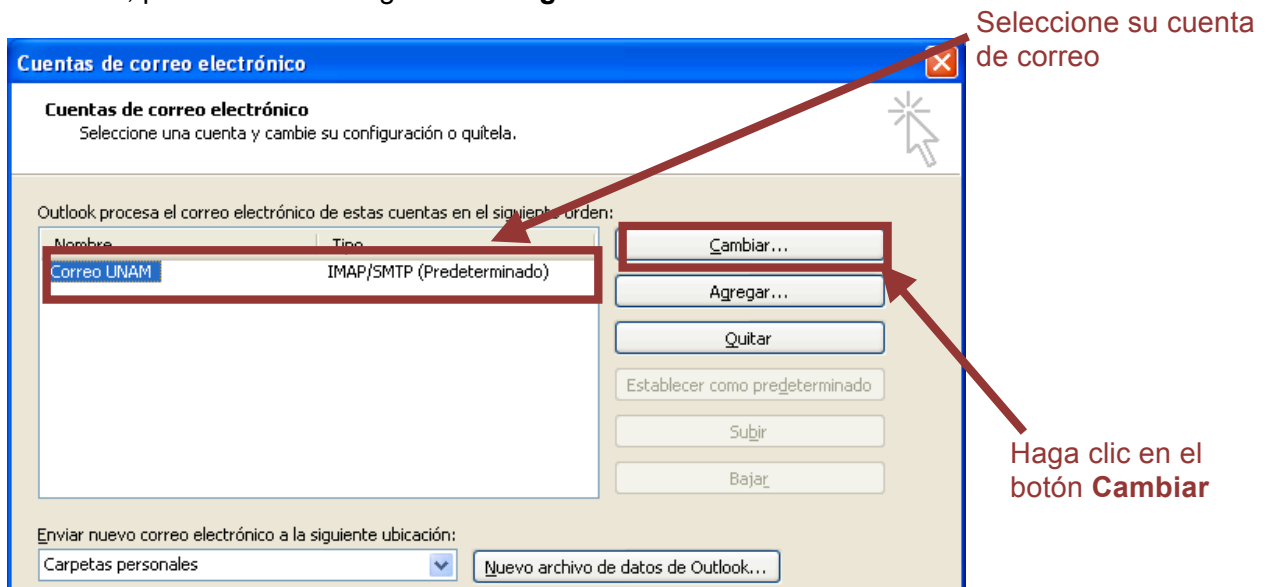 Seleccione su cuenta
de correo
Cuentas de correo electrónico
Cuentas de correo electrónico
Seleccione una cuenta y cambie su configuración o quítela.
Outlook procesa el correo electrónico de estas cuentas en el siguiente orden:
Nombre Tipo
Correo UNAM IMAP/SMTP (Predeterminado)
Cambiar...
Agregar...
Quitar
Establecer como predeterminado
Subir
Bajar
Haga clic en el
botón Cambiar
Enviar nuevo correo electrónico a la siguiente ubicación:
Carpetas personales
Nuevo archivo de datos de Outlook...